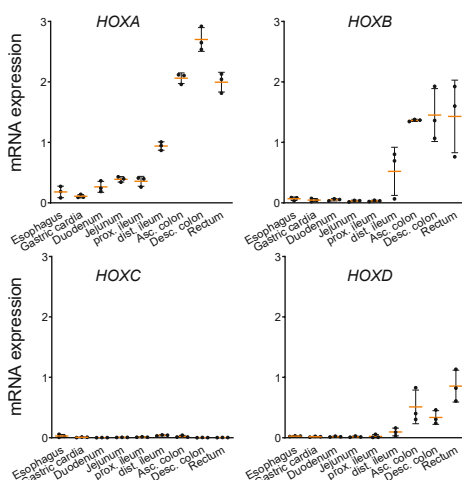 HOXA
mRNA expression
3
2
1
0
Esophagus
Gastric cardia
Duodenum
Jejunum
prox. ileum
dist. ileum
Asc. colon
Desc. colon
Rectum
HOXB
3
2
1
0
Esophagus
Gastric cardia
Duodenum
Jejunum
prox. ileum
dist. ileum
Asc. colon
Desc. colon
Rectum
HOXC
mRNA expression
3
2
1
0
Esophagus
Gastric cardia
Duodenum
Jejunum
prox. ileum
dist. ileum
Asc. colon
Desc. colon
Rectum
HOXD
3
2
1
0
Esophagus
Gastric cardia
Duodenum
Jejunum
prox. ileum
dist. ileum
Asc. colon
Desc. colon
Rectum